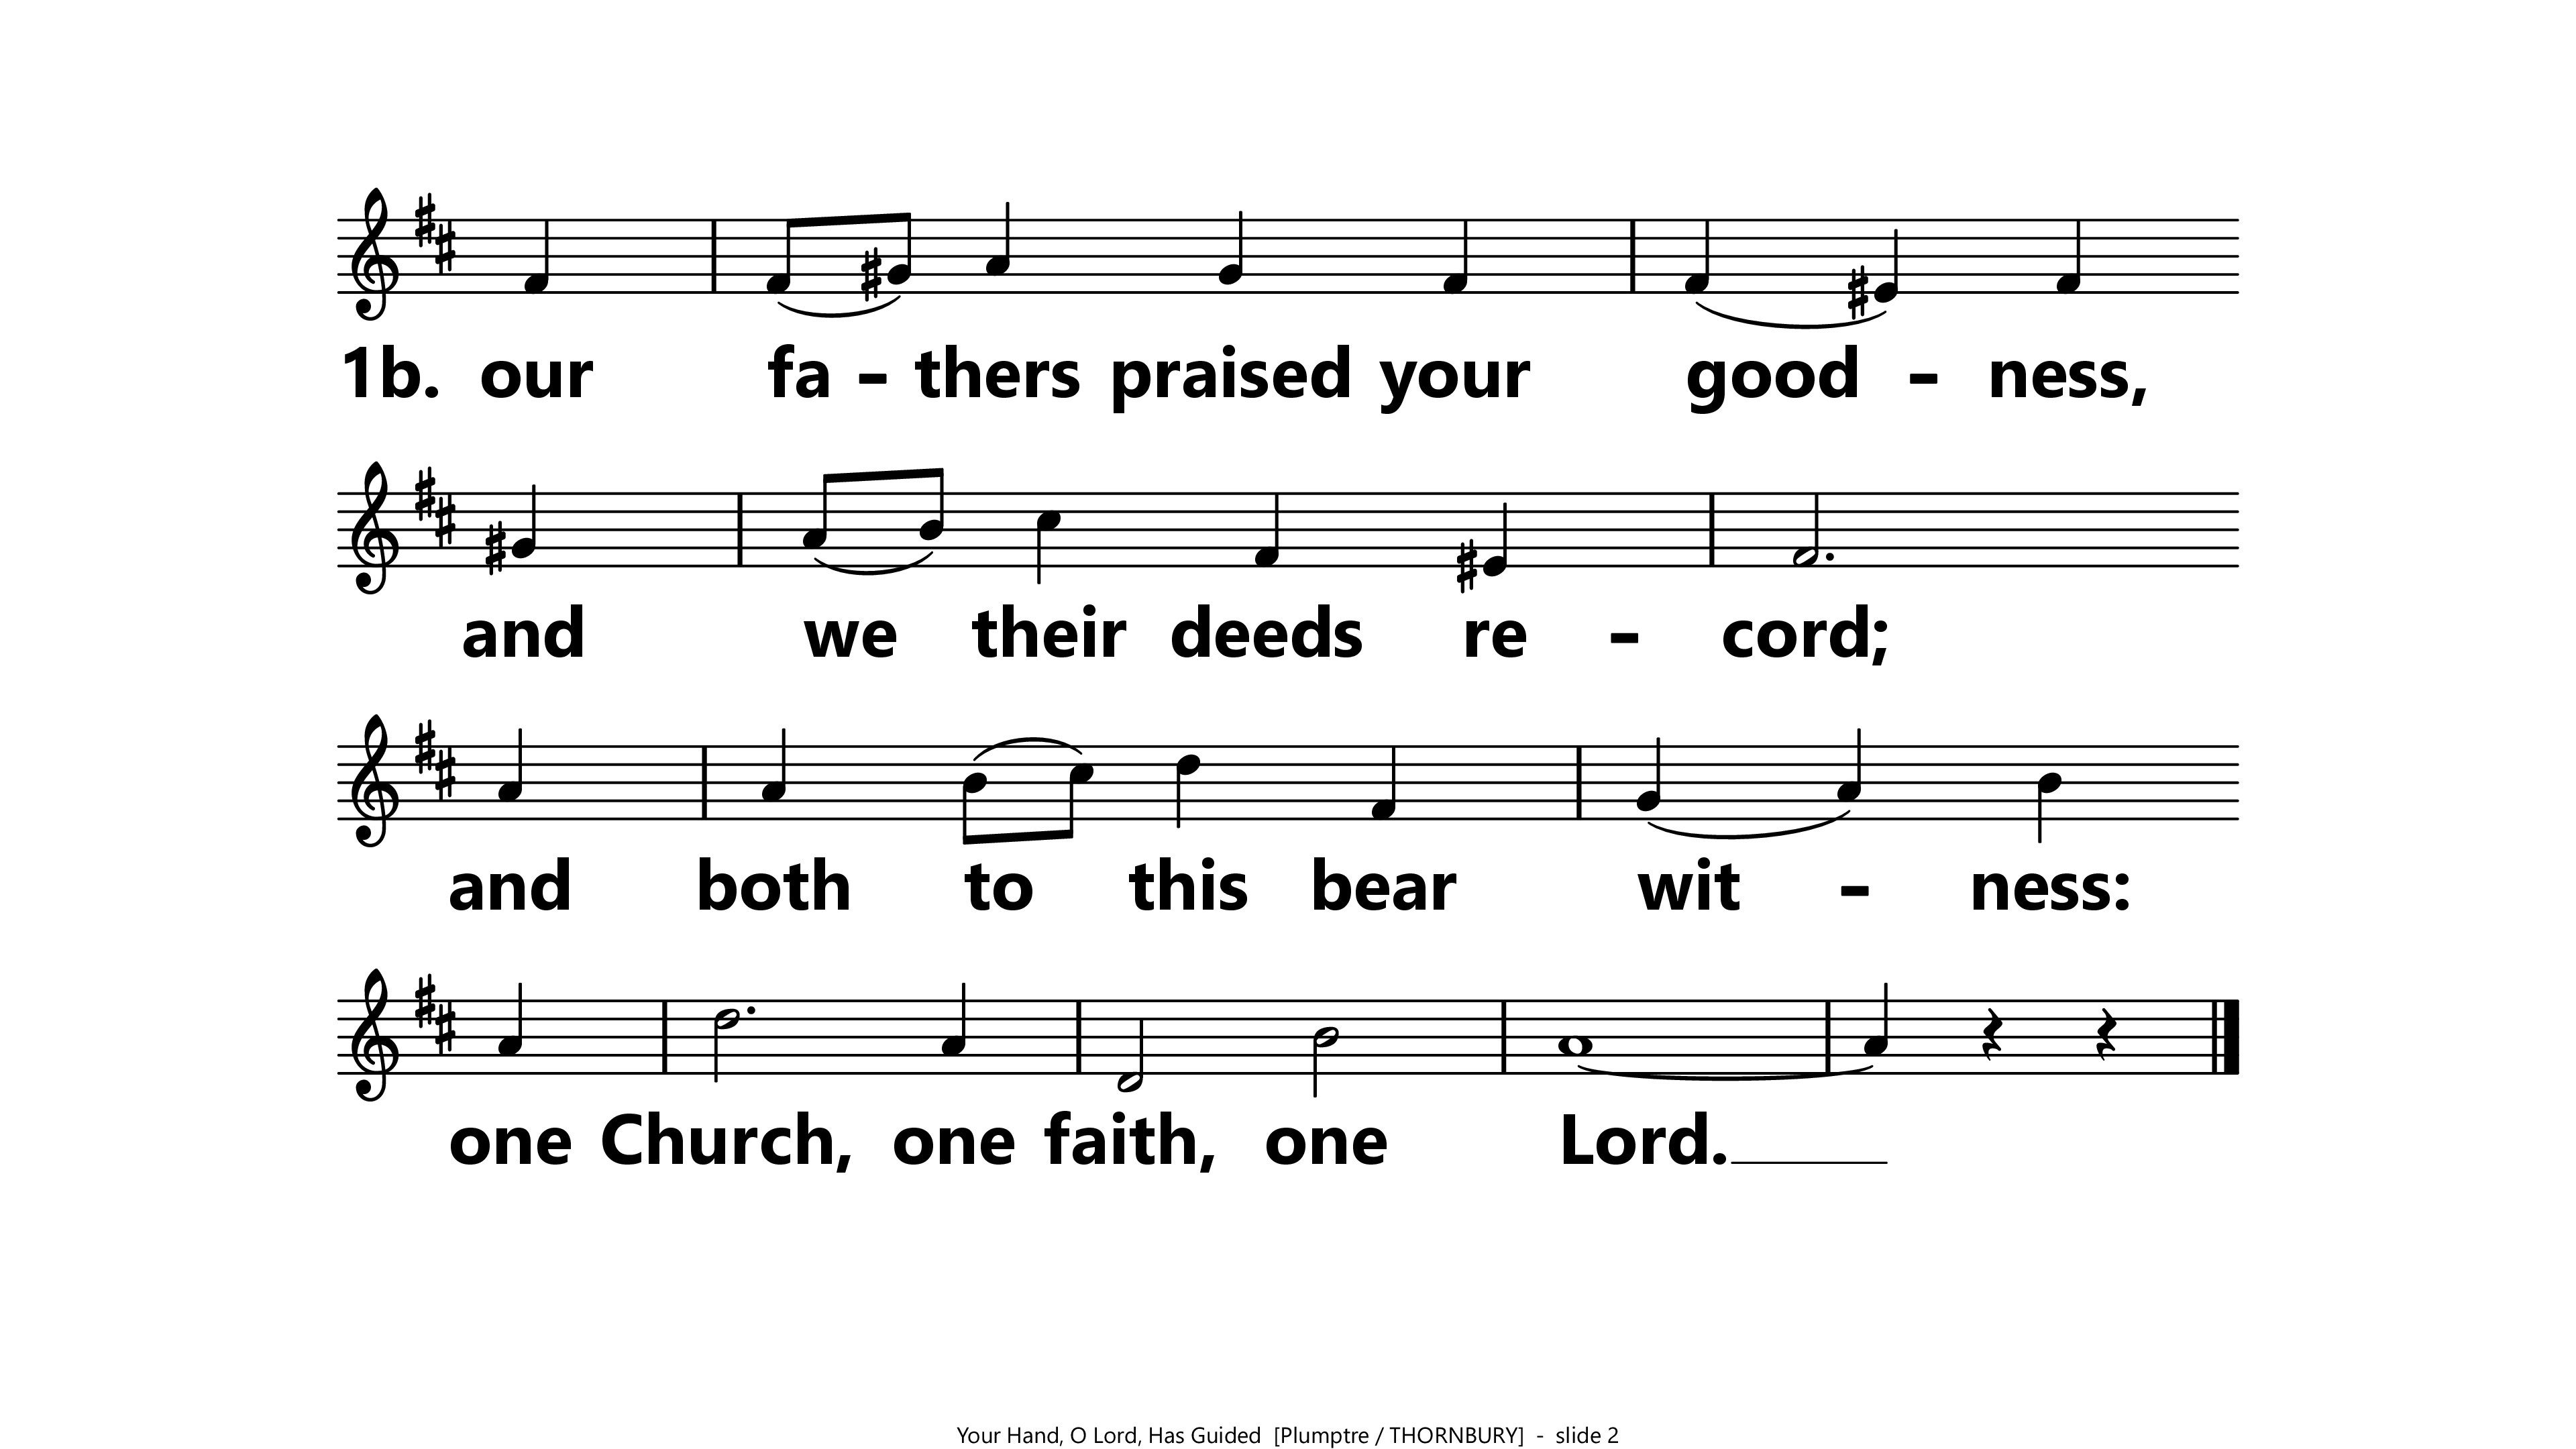 1b. our fa - thers praised your good - ness,
and we their deeds re - cord;
and both to this bear wit - ness:
one Church, one faith, one Lord.
Your Hand, O Lord, Has Guided [Plumptre / THORNBURY] - slide 2